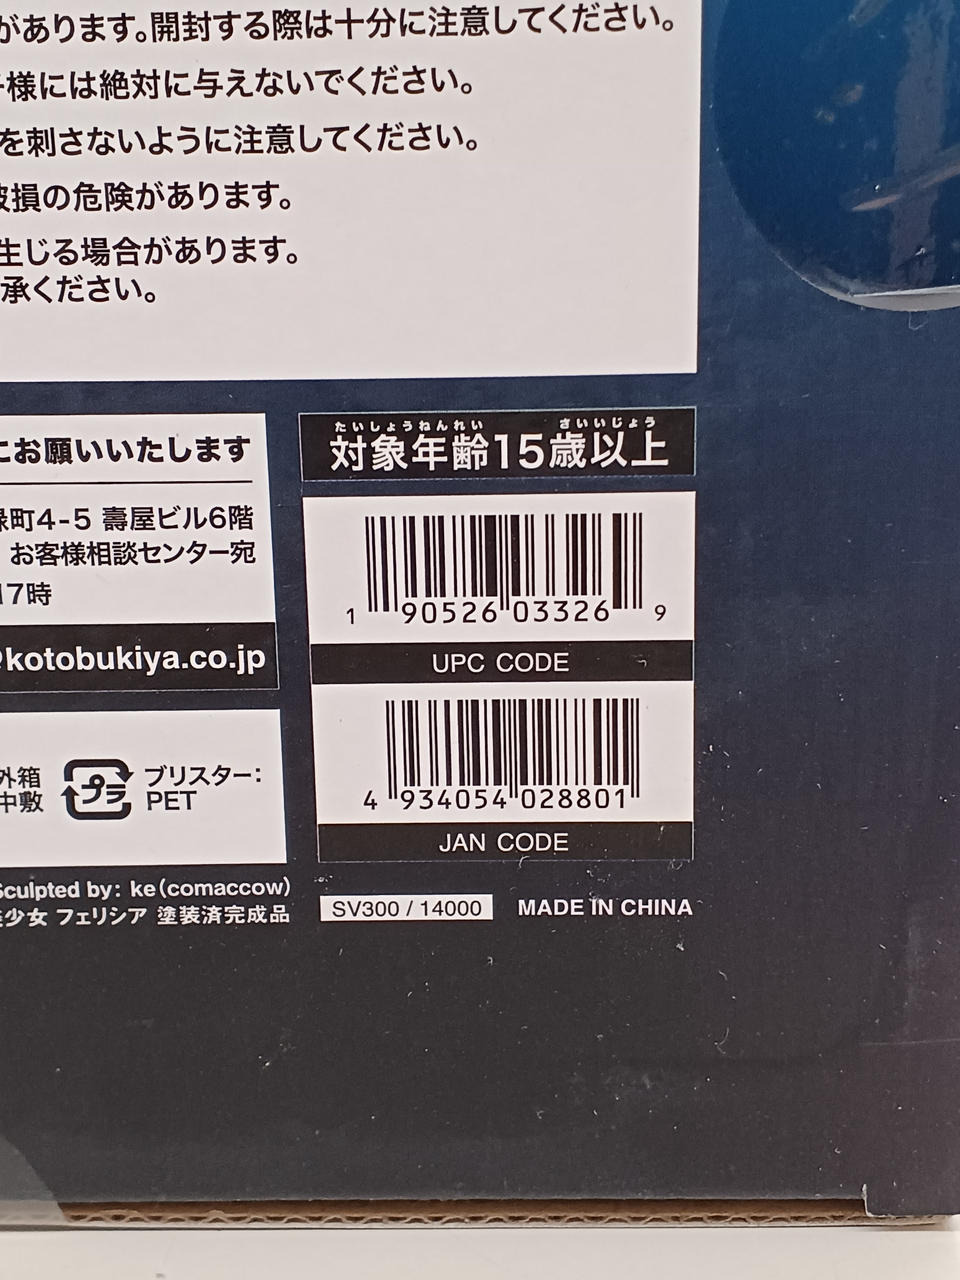 があります。開封する際は十分に注意してください。
様には絶対に与えないでください。
を刺さないように注意してください。
破損の危険があります。
生じる場合があります。
承ください。
にお願いいたします
緑町4-5 壽屋ビル6階
お客様相談センター宛
17時
@kotobukiya.co.jp
外箱
中敷
プラ
ブリスター:
PET
Sculpted by: ke(comaccow)
美少女 フェリシア 塗装済完成品
たいしょうねんれい さいいじょう
対象年齢15歳以上
1 90526 03326 9
UPC CODE
4 934054 028801
JAN CODE
SV300 / 14000 MADE IN CHINA